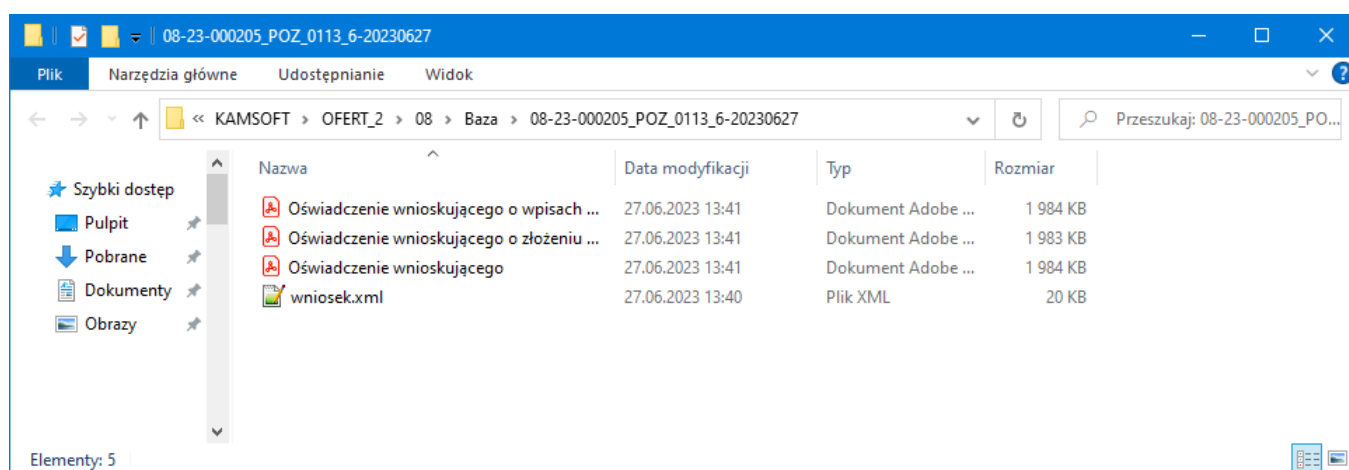 08-23-000205_POZ_0113_6-20230627
Plik Narzędzia główne Udostępnianie Widok
« KAMSOFT > OFERT_2 > 08 > Baza > 08-23-000205_POZ_0113_6-20230627 Przeszukaj: 08-23-000205_PO...
Nazwa Data modyfikacji Typ Rozmiar
Szybki dostęp
Pulpit
Pobrane
Dokumenty
Obrazy
Oświadczenie wnioskującego o wpisach ... 27.06.2023 13:41 Dokument Adobe ... 1 984 KB
Oświadczenie wnioskującego o złożeniu ... 27.06.2023 13:41 Dokument Adobe ... 1 983 KB
Oświadczenie wnioskującego 27.06.2023 13:41 Dokument Adobe ... 1 984 KB
wniosek.xml 27.06.2023 13:40 Plik XML 20 KB
Elementy: 5